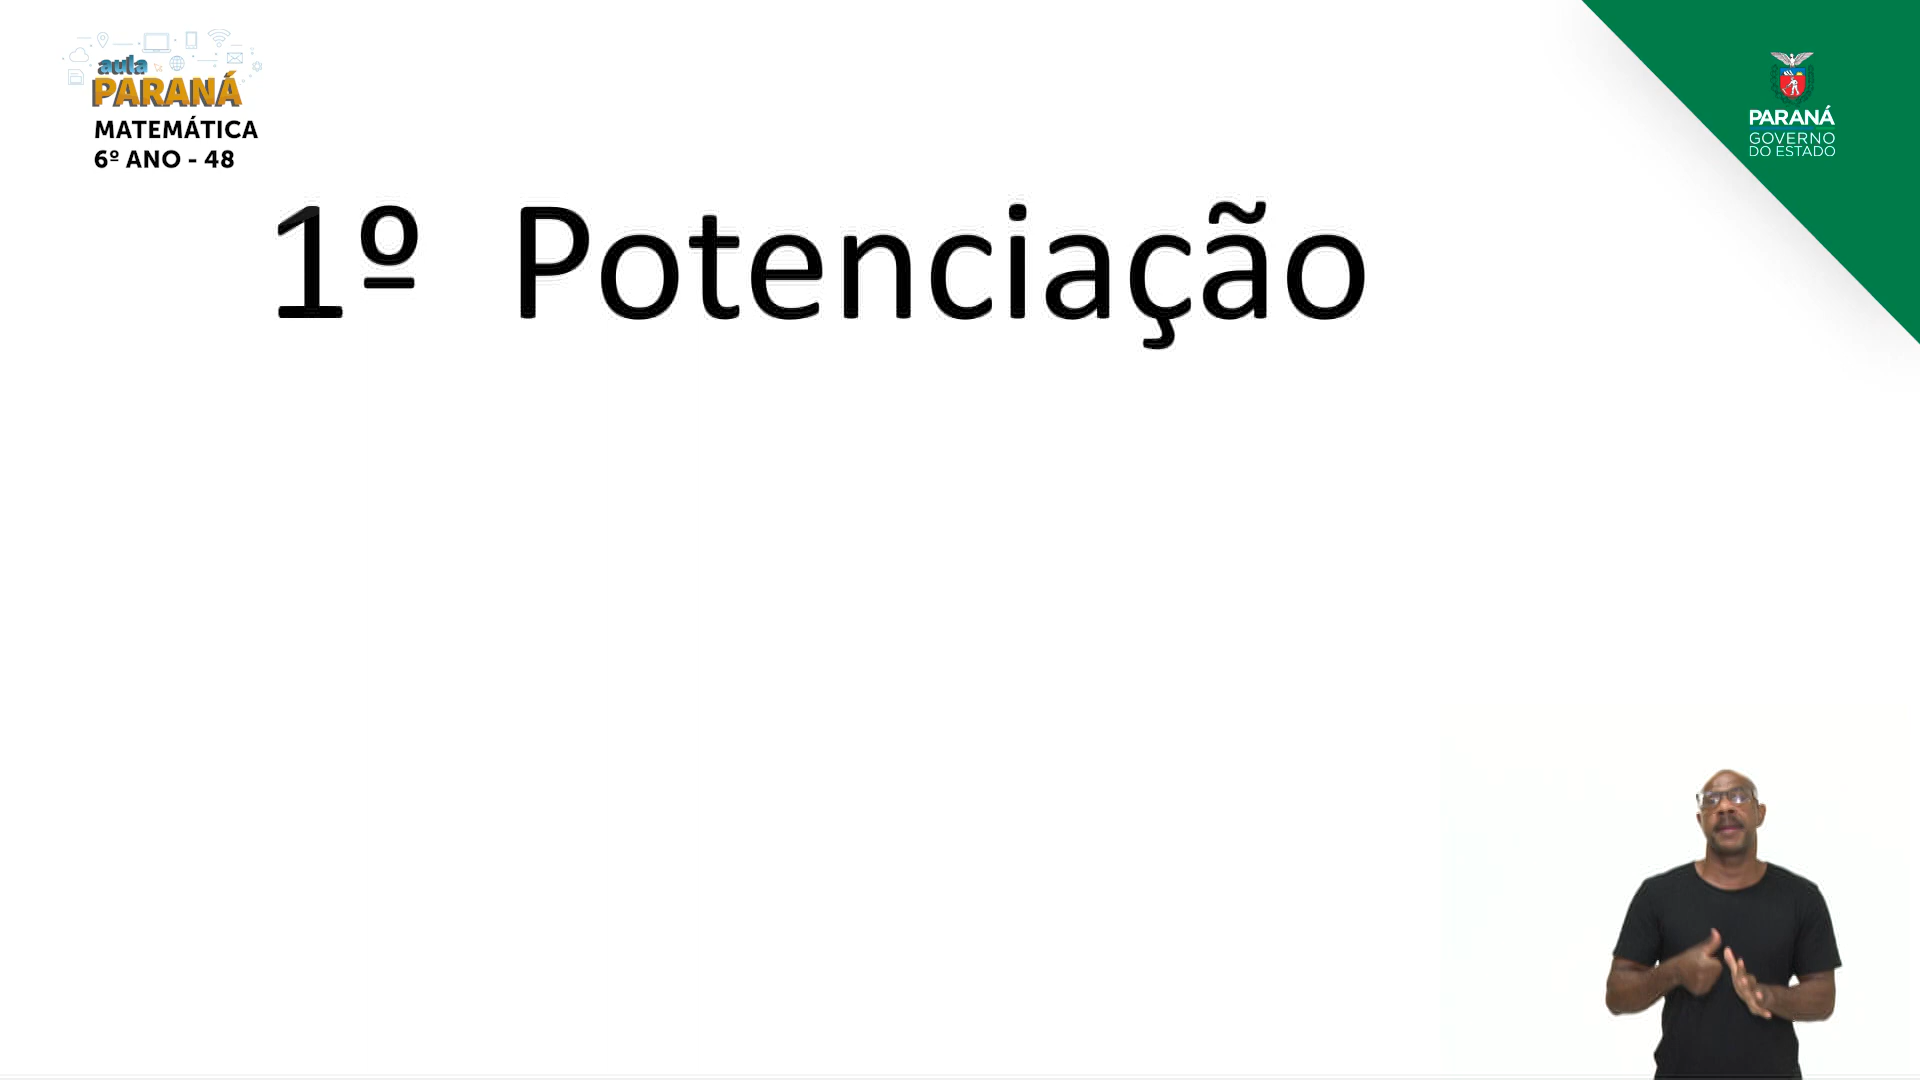 aula
PARANÁ
MATEMÁTICA
6º ANO - 48
PARANÁ
GOVERNO
DO ESTADO
1º Potenciação